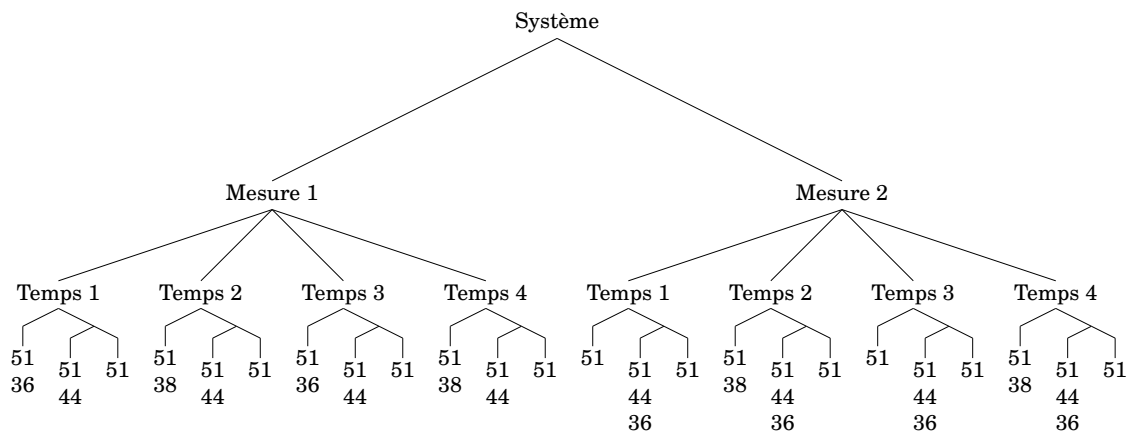 Système
Mesure 1 Mesure 2
Temps 1 Temps 2 Temps 3 Temps 4 Temps 1 Temps 2 Temps 3 Temps 4
51 51 51 51 51 51 51 51 51 51 51 51 51 51 51 51 51 51 51 51 51 51 51 51
36 44 38 44 36 44 38 44 44 38 44 44 38 44
36 36 36 36